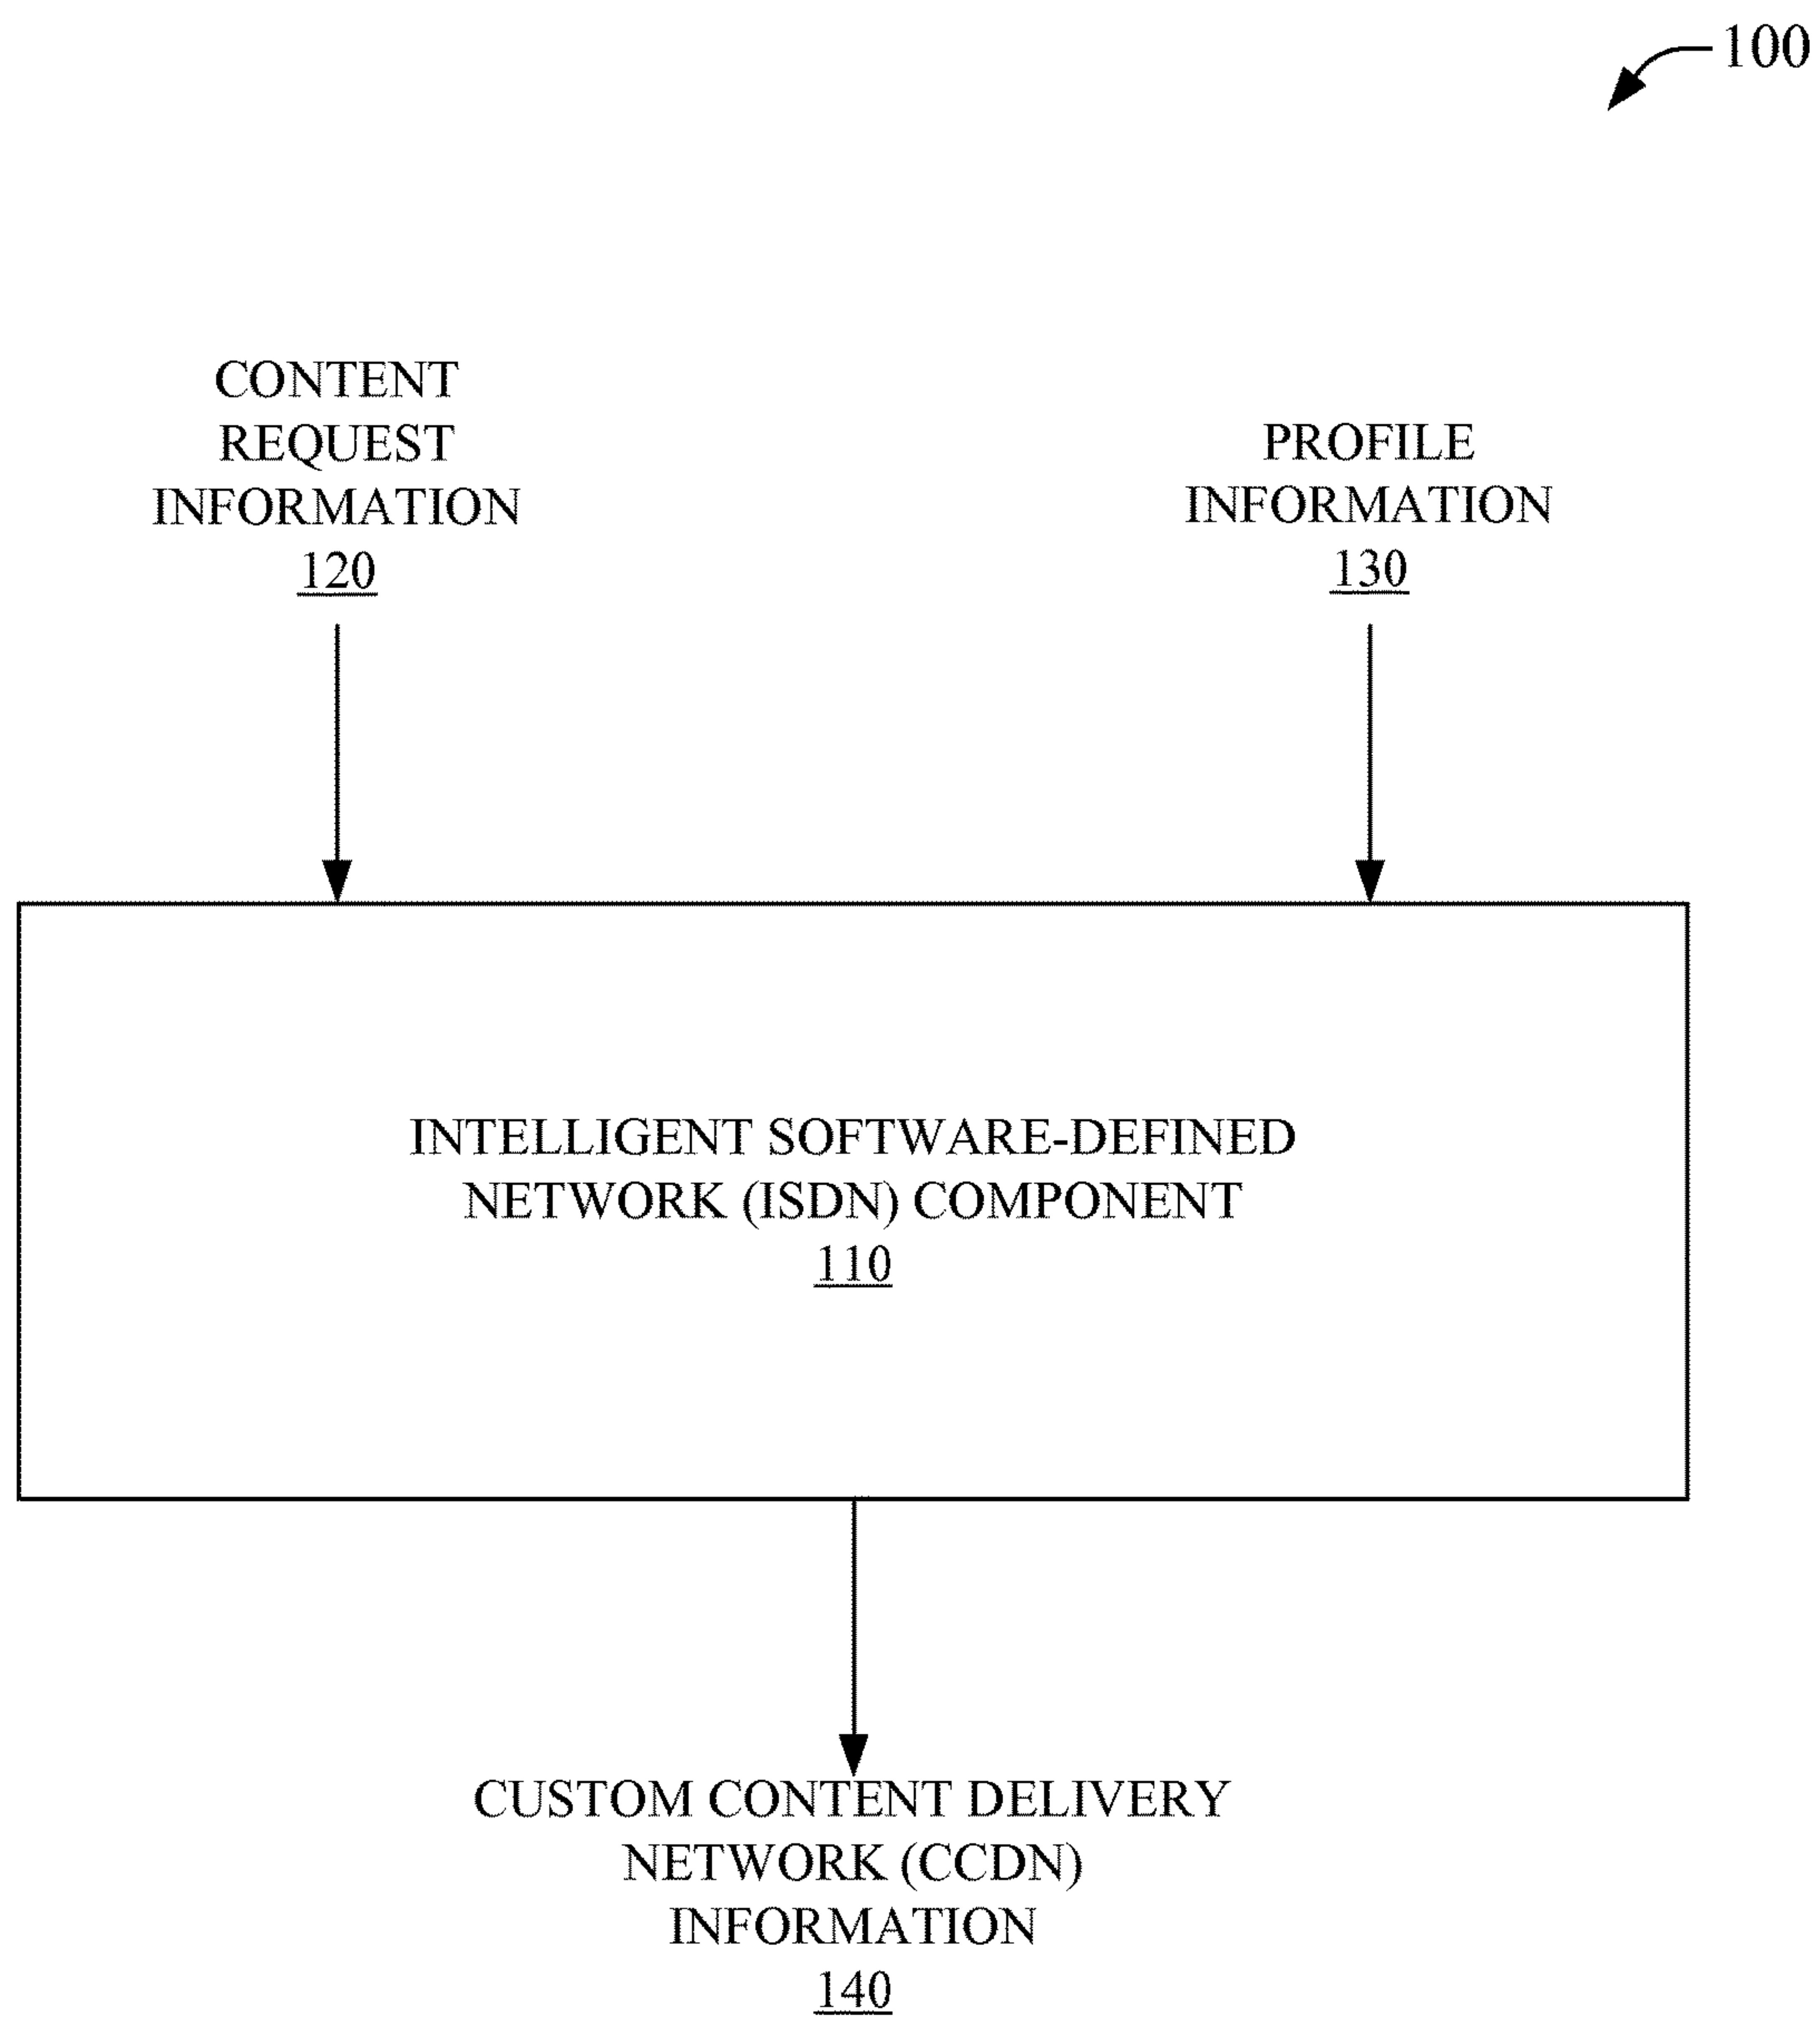 100
CONTENT
REQUEST
INFORMATION
120
PROFILE
INFORMATION
130
INTELLIGENT SOFTWARE-DEFINED
NETWORK (ISDN) COMPONENT
110
CUSTOM CONTENT DELIVERY
NETWORK (CCDN)
INFORMATION
140